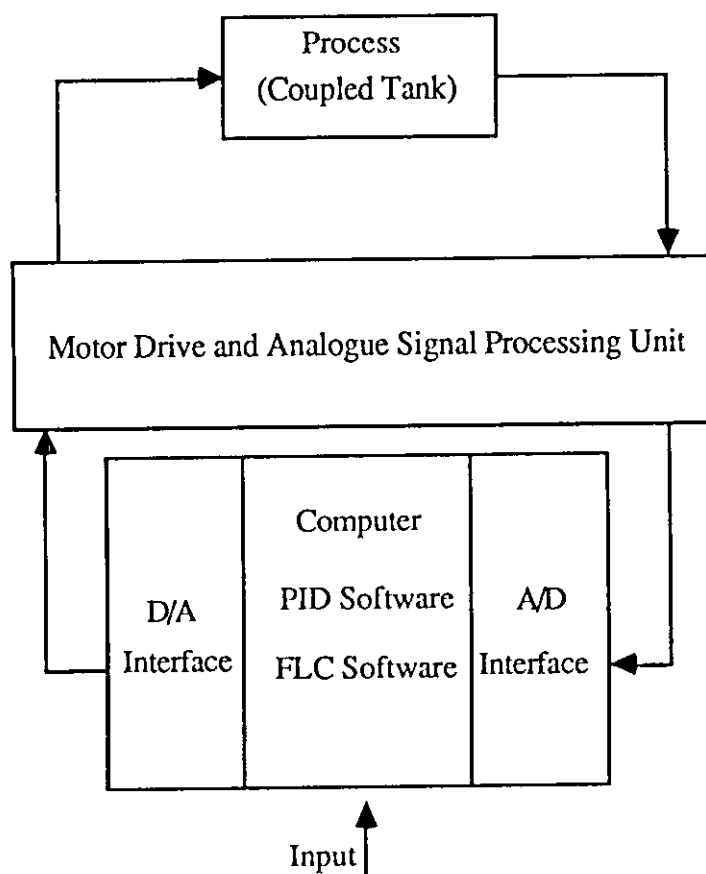 Process
(Coupled Tank)
Motor Drive and Analogue Signal Processing Unit
D/A
Interface
Computer
PID Software
FLC Software
A/D
Interface
Input